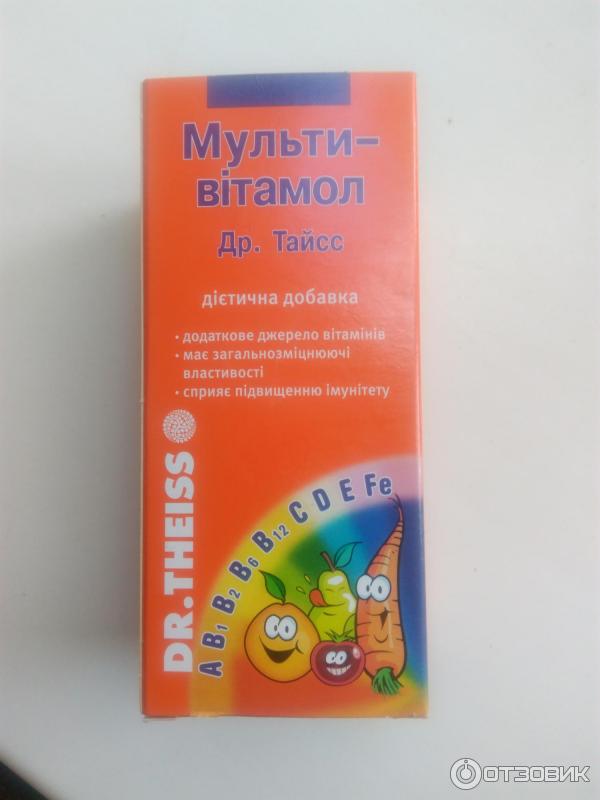 Мульти-
вітамол
Др. Тайсс
дієтична добавка
• додаткове джерело вітамінів
• має загальнозміцнюючі
властивості
• сприяє підвищенню імунітету
DR.THEISS
A B1 B2 B6 B12 C D E Fe
ОТЗОВИК